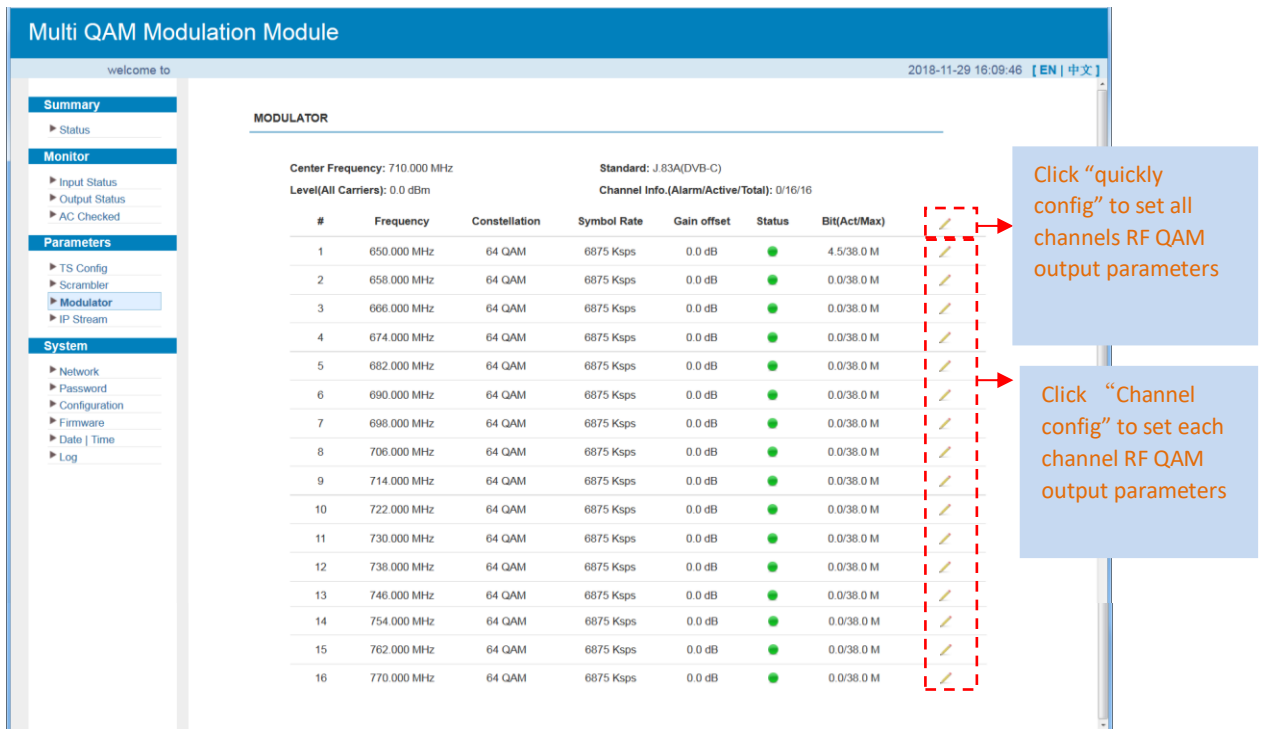 Multi QAM Modulation Module
welcome to
2018-11-29 16:09:46 [ EN | 中文 ]
Summary
Status
Monitor
Input Status
Output Status
AC Checked
Parameters
TS Config
Scrambler
Modulator
IP Stream
System
Network
Password
Configuration
Firmware
Date | Time
Log
MODULATOR
Center Frequency: 710.000 MHz Standard: J.83A(DVB-C)
Level(All Carriers): 0.0 dBm Channel Info.(Alarm/Active/Total): 0/16/16
# Frequency Constellation Symbol Rate Gain offset Status Bit(Act/Max)
1 650.000 MHz 64 QAM 6875 Ksps 0.0 dB 4.5/38.0 M
2 658.000 MHz 64 QAM 6875 Ksps 0.0 dB 0.0/38.0 M
3 666.000 MHz 64 QAM 6875 Ksps 0.0 dB 0.0/38.0 M
4 674.000 MHz 64 QAM 6875 Ksps 0.0 dB 0.0/38.0 M
5 682.000 MHz 64 QAM 6875 Ksps 0.0 dB 0.0/38.0 M
6 690.000 MHz 64 QAM 6875 Ksps 0.0 dB 0.0/38.0 M
7 698.000 MHz 64 QAM 6875 Ksps 0.0 dB 0.0/38.0 M
8 706.000 MHz 64 QAM 6875 Ksps 0.0 dB 0.0/38.0 M
9 714.000 MHz 64 QAM 6875 Ksps 0.0 dB 0.0/38.0 M
10 722.000 MHz 64 QAM 6875 Ksps 0.0 dB 0.0/38.0 M
11 730.000 MHz 64 QAM 6875 Ksps 0.0 dB 0.0/38.0 M
12 738.000 MHz 64 QAM 6875 Ksps 0.0 dB 0.0/38.0 M
13 746.000 MHz 64 QAM 6875 Ksps 0.0 dB 0.0/38.0 M
14 754.000 MHz 64 QAM 6875 Ksps 0.0 dB 0.0/38.0 M
15 762.000 MHz 64 QAM 6875 Ksps 0.0 dB 0.0/38.0 M
16 770.000 MHz 64 QAM 6875 Ksps 0.0 dB 0.0/38.0 M
Click “quickly
config” to set all
channels RF QAM
output parameters
Click “Channel
config” to set each
channel RF QAM
output parameters